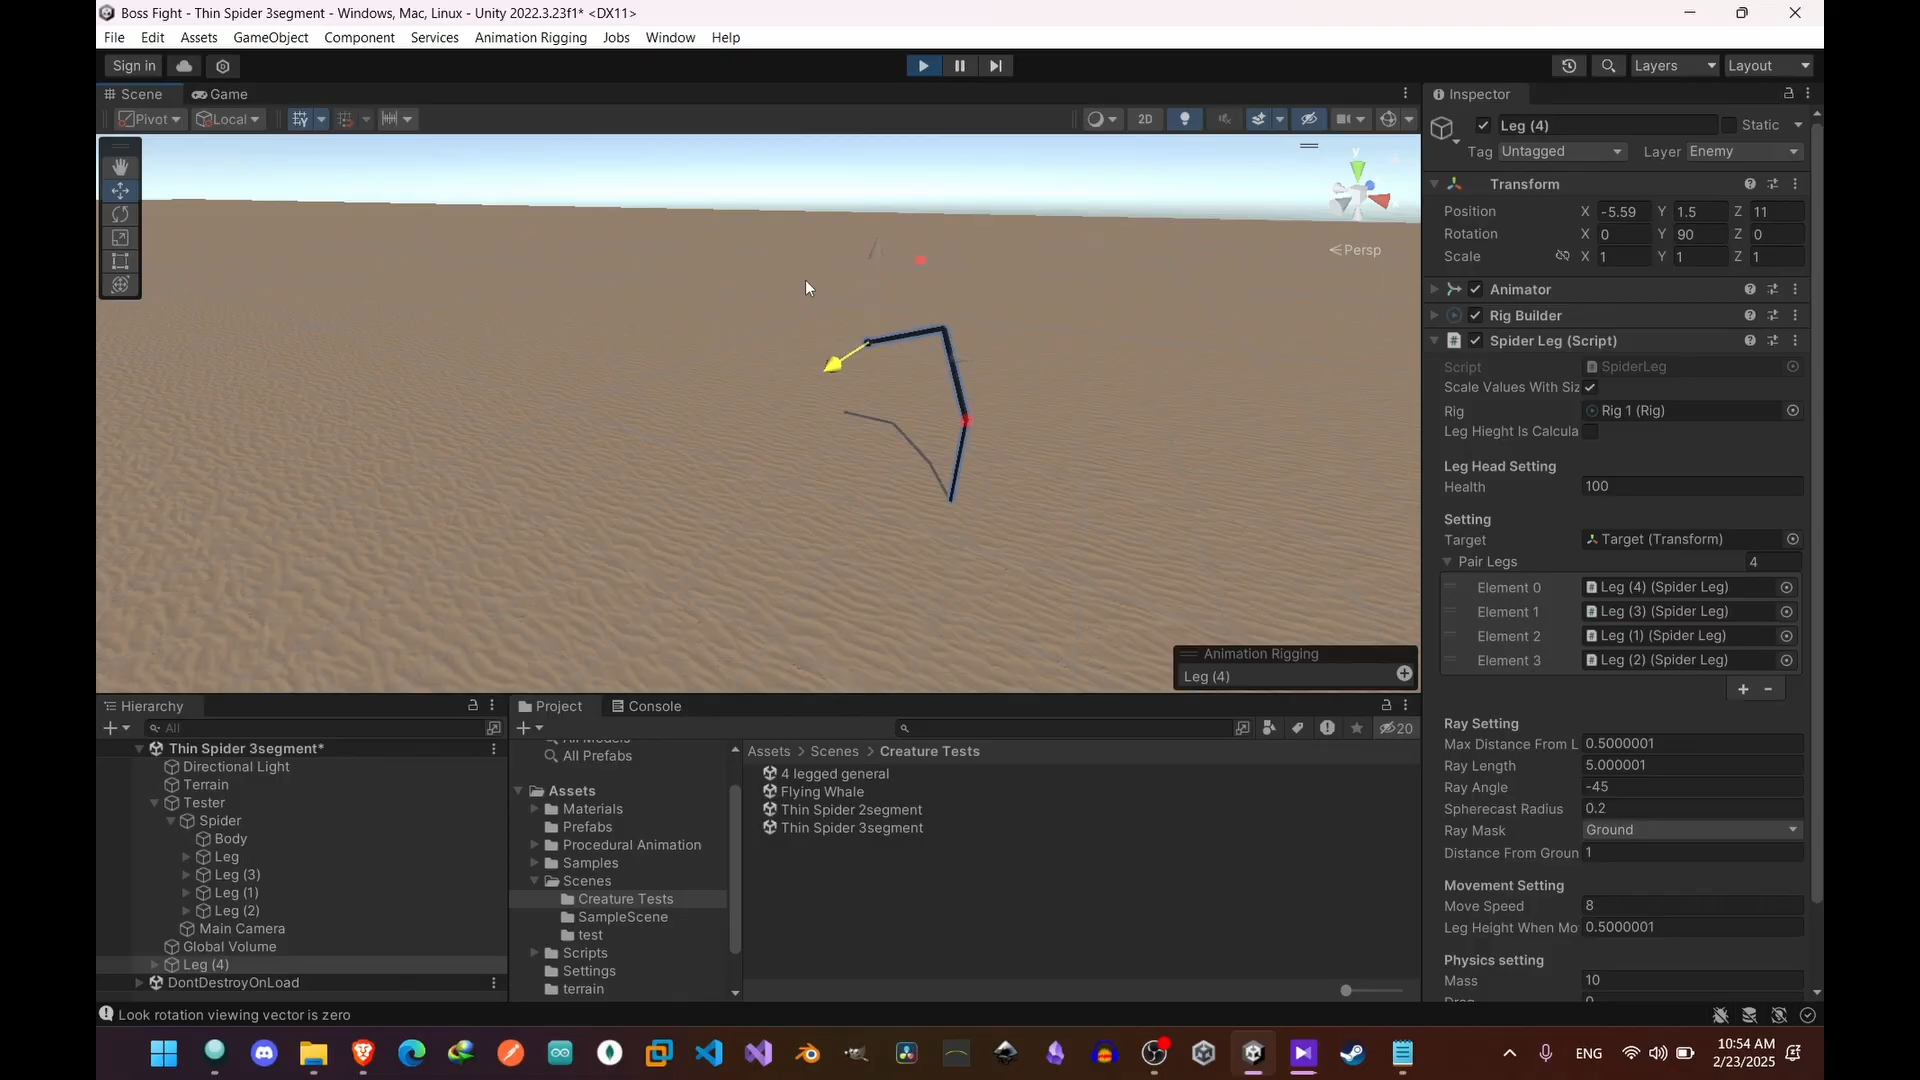 Boss Fight - Thin Spider 3segment - Windows, Mac, Linux - Unity 2022.3.23f1* <DX11>
File Edit Assets GameObject Component Services Animation Rigging Jobs Window Help
Sign in
Layers
Layout
Scene
Game
Pivot
Local
2D
y
Persp
Animation Rigging
Leg (4)
Inspector
Leg (4)
Static
Tag Untagged
Layer Enemy
Transform
Position X -5.59 Y 1.5 Z 11
Rotation X 0 Y 90 Z 0
Scale X 1 Y 1 Z 1
Animator
Rig Builder
Spider Leg (Script)
Script SpiderLeg
Scale Values With Siz
Rig Rig 1 (Rig)
Leg Hieght Is Calcula
Leg Head Setting
Health 100
Setting
Target Target (Transform)
Pair Legs 4
Element 0 Leg (4) (Spider Leg)
Element 1 Leg (3) (Spider Leg)
Element 2 Leg (1) (Spider Leg)
Element 3 Leg (2) (Spider Leg)
+ -
Ray Setting
Max Distance From L 0.5000001
Ray Length 5.000001
Ray Angle -45
Spherecast Radius 0.2
Ray Mask Ground
Distance From Groun 1
Movement Setting
Move Speed 8
Leg Height When Mo 0.5000001
Physics setting
Mass 10
Hierarchy
All
Thin Spider 3segment*
Directional Light
Terrain
Tester
Spider
Body
Leg
Leg (3)
Leg (1)
Leg (2)
Main Camera
Global Volume
Leg (4)
DontDestroyOnLoad
Project
Console
20
All Prefabs
Assets
Materials
Prefabs
Procedural Animation
Samples
Scenes
Creature Tests
SampleScene
test
Scripts
Settings
terrain
Assets > Scenes > Creature Tests
4 legged general
Flying Whale
Thin Spider 2segment
Thin Spider 3segment
Look rotation viewing vector is zero
ENG
10:54 AM
2/23/2025